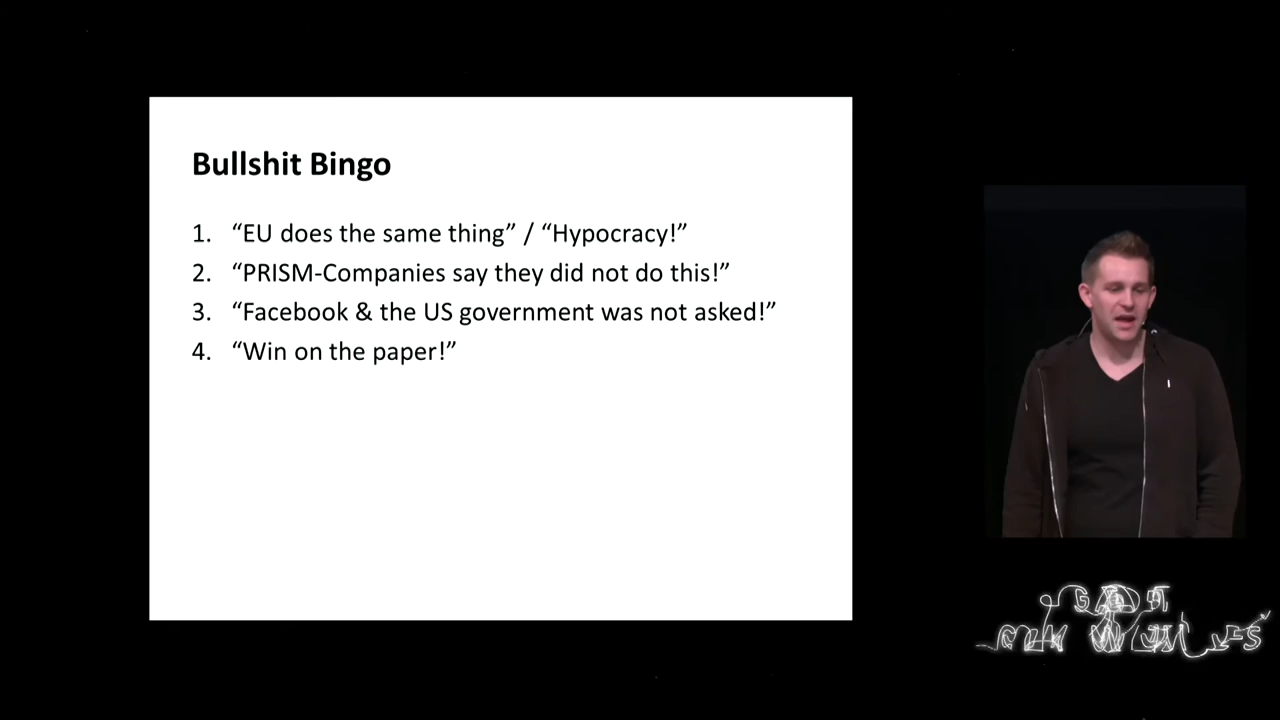 Bullshit Bingo
1. “EU does the same thing” / “Hypocracy!”
2. “PRISM-Companies say they did not do this!”
3. “Facebook & the US government was not asked!”
4. “Win on the paper!”